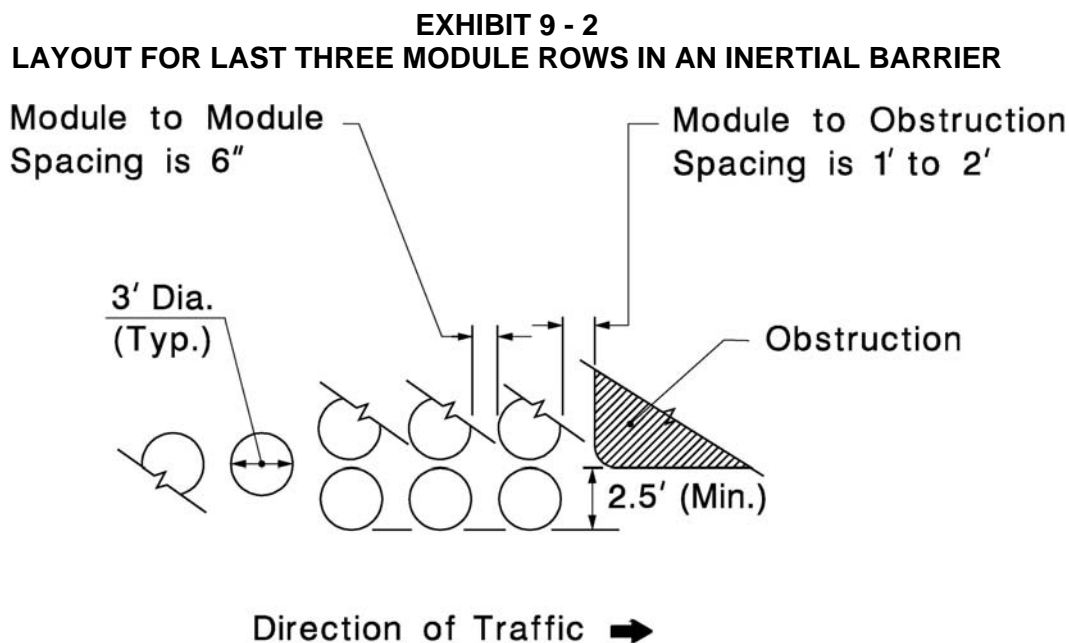 EXHIBIT 9 - 2
LAYOUT FOR LAST THREE MODULE ROWS IN AN INERTIAL BARRIER
Module to Module
Spacing is 6"
Module to Obstruction
Spacing is 1' to 2'
3' Dia.
(Typ.)
Obstruction
2.5' (Min.)
Direction of Traffic